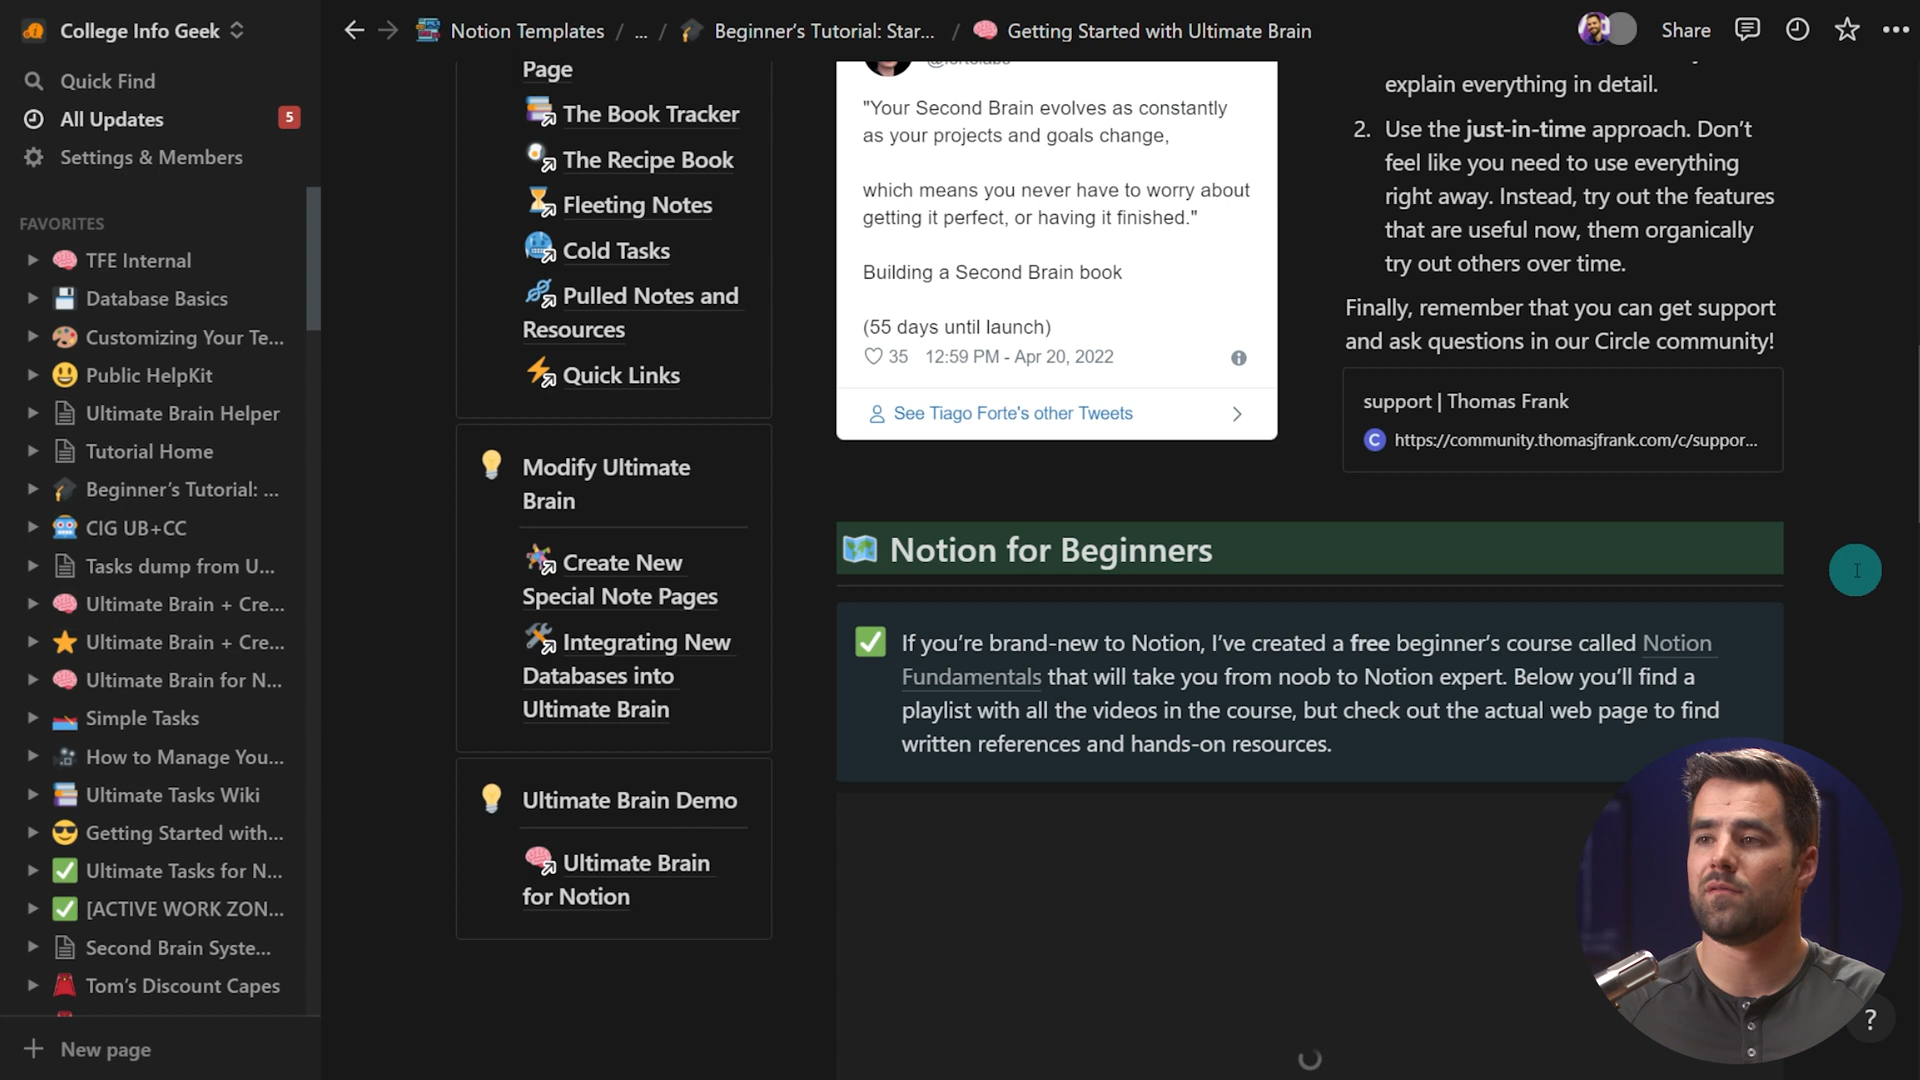 College Info Geek
Notion Templates / ... / Beginner's Tutorial: Star... / Getting Started with Ultimate Brain
Share
Quick Find
All Updates
5
Settings & Members
FAVORITES
TFE Internal
Database Basics
Customizing Your Te...
Public HelpKit
Ultimate Brain Helper
Tutorial Home
Beginner's Tutorial: ...
CIG UB+CC
Tasks dump from U...
Ultimate Brain + Cre...
Ultimate Brain + Cre...
Ultimate Brain for N...
Simple Tasks
How to Manage You...
Ultimate Tasks Wiki
Getting Started with...
Ultimate Tasks for N...
[ACTIVE WORK ZON...
Second Brain Syste...
Tom's Discount Capes
New page
Page
The Book Tracker
The Recipe Book
Fleeting Notes
Cold Tasks
Pulled Notes and
Resources
Quick Links
Modify Ultimate
Brain
Create New
Special Note Pages
Integrating New
Databases into
Ultimate Brain
Ultimate Brain Demo
Ultimate Brain
for Notion
"Your Second Brain evolves as constantly
as your projects and goals change,
which means you never have to worry about
getting it perfect, or having it finished."
Building a Second Brain book
(55 days until launch)
35 12:59 PM - Apr 20, 2022
See Tiago Forte's other Tweets
explain everything in detail.
2. Use the just-in-time approach. Don't
feel like you need to use everything
right away. Instead, try out the features
that are useful now, them organically
try out others over time.
Finally, remember that you can get support
and ask questions in our Circle community!
support | Thomas Frank
C https://community.thomasjfrank.com/c/suppor...
Notion for Beginners
If you're brand-new to Notion, I've created a free beginner's course called Notion
Fundamentals that will take you from noob to Notion expert. Below you'll find a
playlist with all the videos in the course, but check out the actual web page to find
written references and hands-on resources.
?